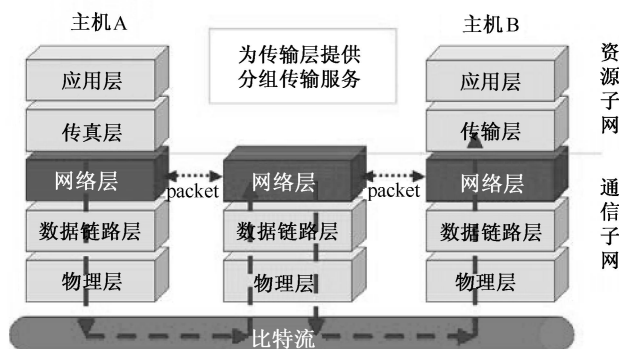 主机A
主机B
为传输层提供
分组传输服务
应用层
传真层
网络层
数据链路层
物理层
packet
网络层
数据链路层
物理层
packet
应用层
传输层
网络层
数据链路层
物理层
资源子网
通信子网
比特流